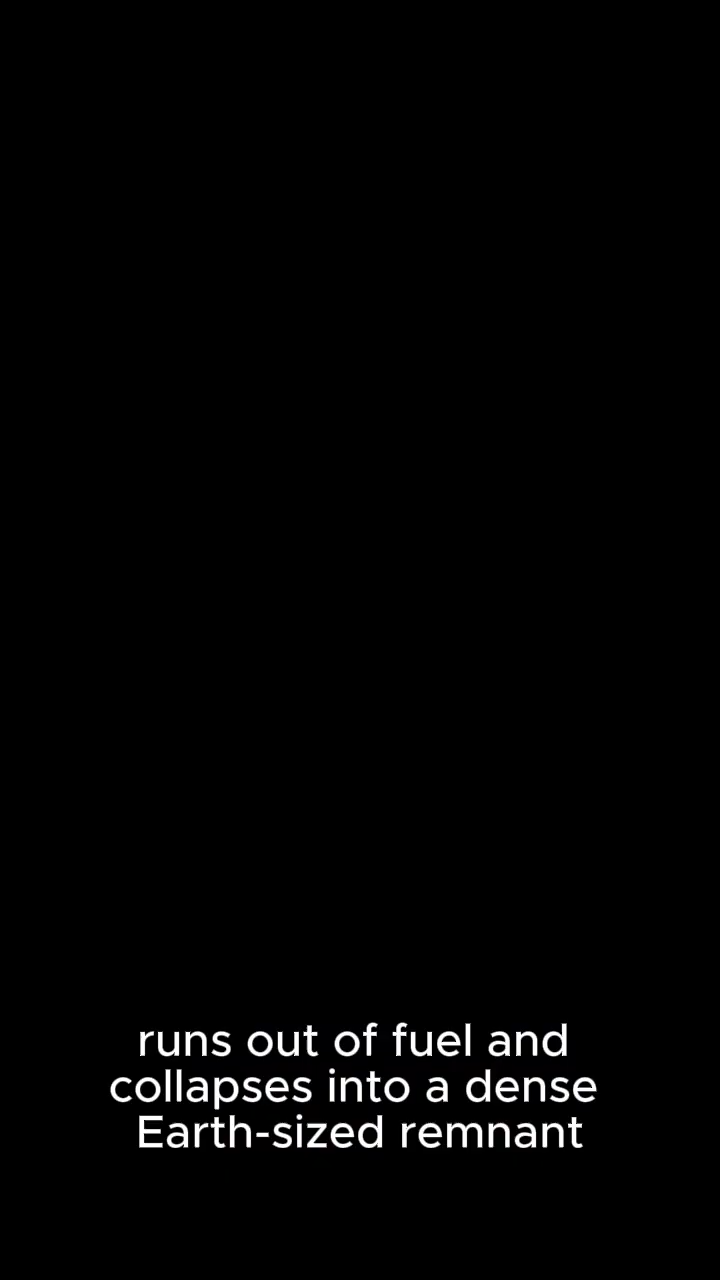 runs out of fuel and
collapses into a dense
Earth-sized remnant